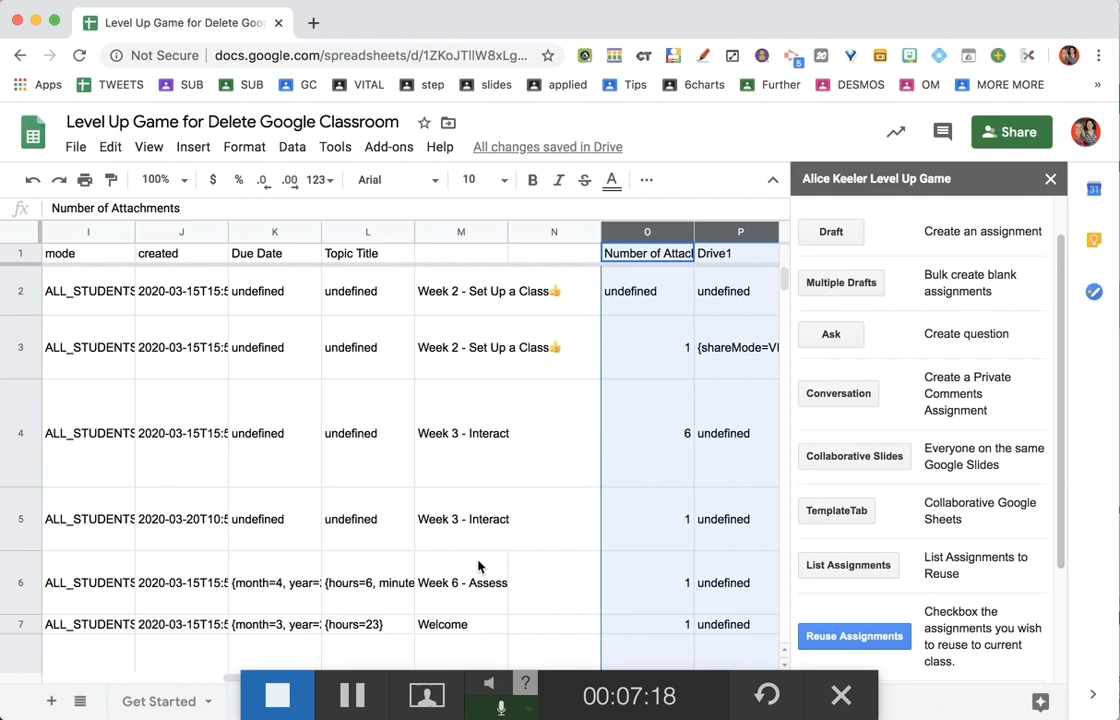 Level Up Game for Delete Goo
Not Secure docs.google.com/spreadsheets/d/1ZKoJTlIW8xLg...
CT 5 20
Apps TWEETS SUB SUB GC VITAL step slides applied Tips 6charts Further DESMOS OM MORE MORE »
Level Up Game for Delete Google Classroom
File Edit View Insert Format Data Tools Add-ons Help All changes saved in Drive
Share
100% $ % .0 .00 123 Arial 10 B I S A
Alice Keeler Level Up Game
31
fx Number of Attachments
I J K L M N O P
1 mode created Due Date Topic Title Number of Attac Drive1
2 ALL_STUDENTS 2020-03-15T15:5 undefined undefined Week 2 - Set Up a Class👍 undefined undefined
3 ALL_STUDENTS 2020-03-15T15:5 undefined undefined Week 2 - Set Up a Class👍 1 {shareMode=VI
4 ALL_STUDENTS 2020-03-15T15:5 undefined undefined Week 3 - Interact 6 undefined
5 ALL_STUDENTS 2020-03-20T10:5 undefined undefined Week 3 - Interact 1 undefined
6 ALL_STUDENTS 2020-03-15T15:5 {month=4, year=2 {hours=6, minute Week 6 - Assess 1 undefined
7 ALL_STUDENTS 2020-03-15T15:5 {month=3, year=2 {hours=23} Welcome 1 undefined
Draft Create an assignment
Multiple Drafts Bulk create blank
assignments
Ask Create question
Conversation Create a Private
Comments
Assignment
Collaborative Slides Everyone on the same
Google Slides
TemplateTab Collaborative Google
Sheets
List Assignments List Assignments to
Reuse
Reuse Assignments Checkbox the
assignments you wish
to reuse to current
class.
Get Started
?
00:07:18